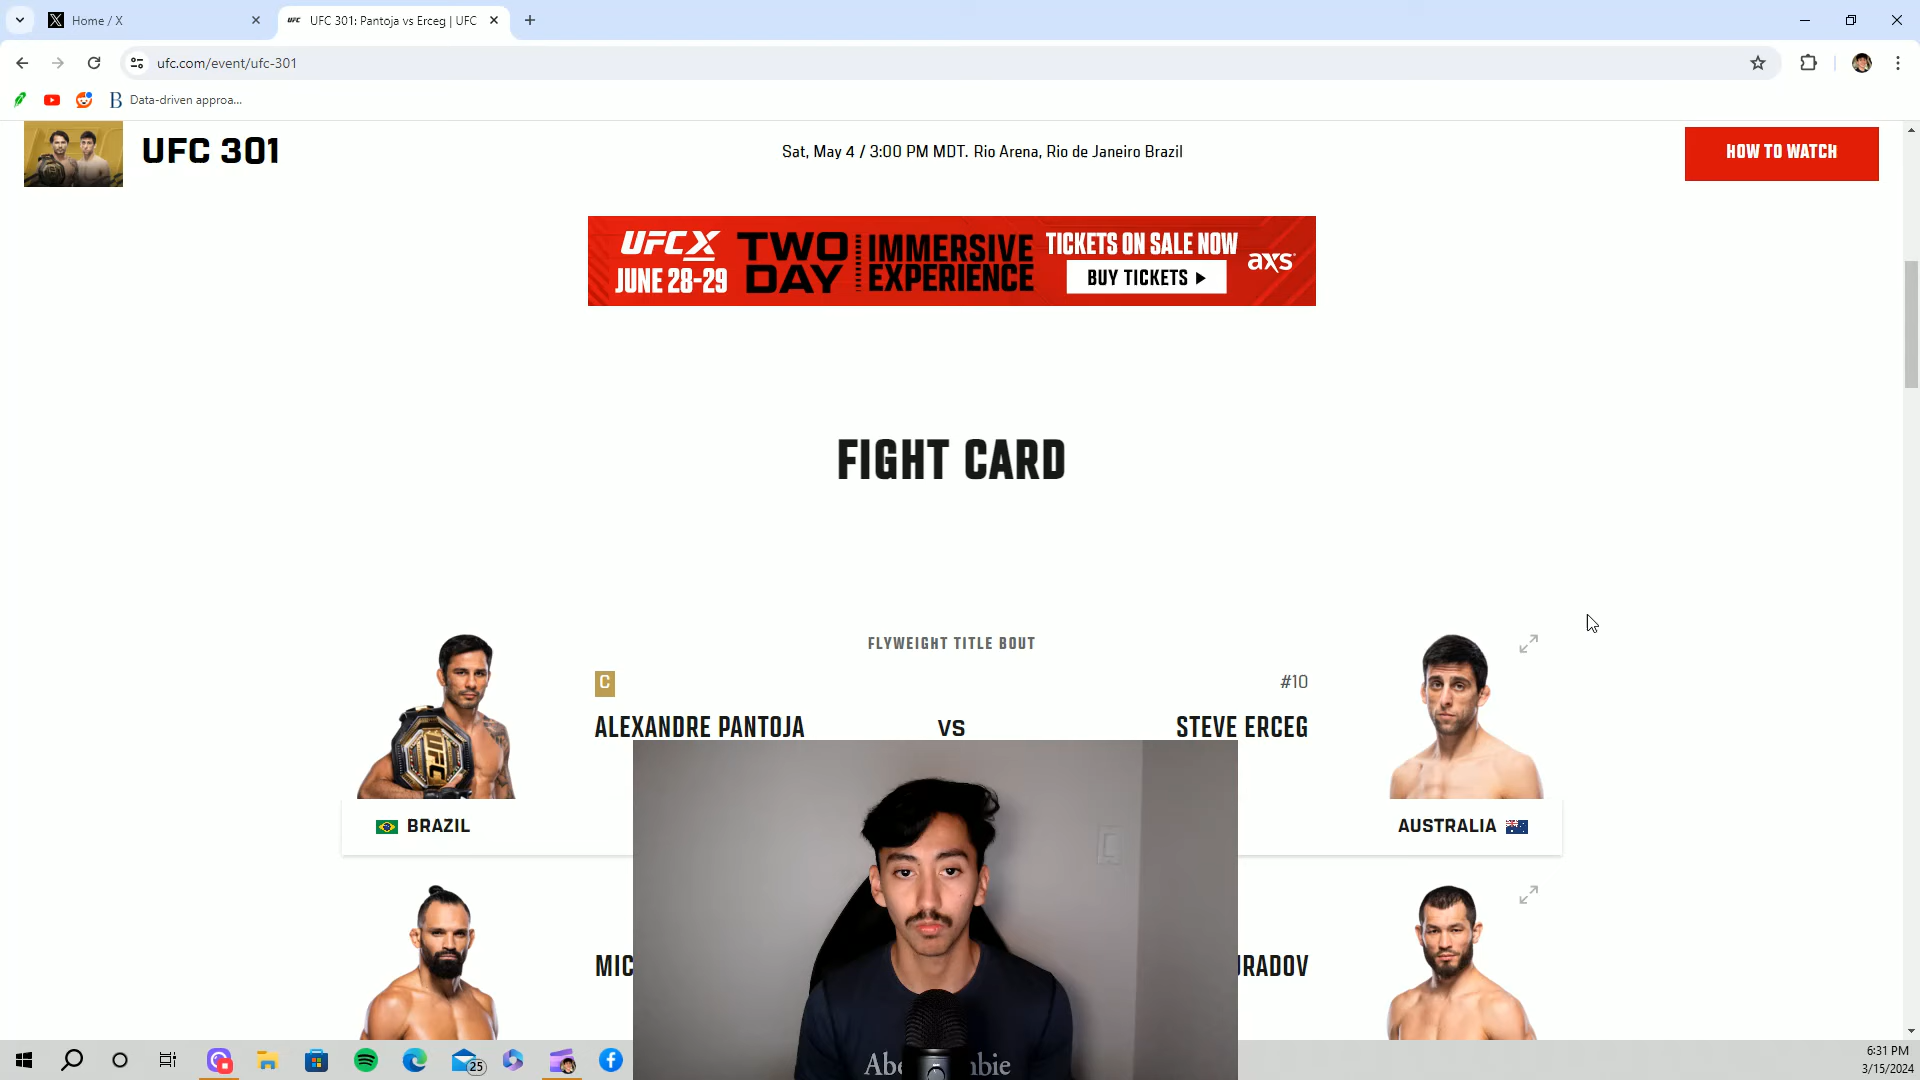 Home / X
UFC 301: Pantoja vs Erceg | UFC
ufc.com/event/ufc-301
B Data-driven approa...
UFC 301
Sat, May 4 / 3:00 PM MDT. Rio Arena, Rio de Janeiro Brazil
HOW TO WATCH
UFC X
JUNE 28-29
TWO
DAY
IMMERSIVE
EXPERIENCE
TICKETS ON SALE NOW
BUY TICKETS ▶
axs
FIGHT CARD
FLYWEIGHT TITLE BOUT
C
#10
ALEXANDRE PANTOJA
VS
STEVE ERCEG
BRAZIL
AUSTRALIA
MIC
RADOV
25
6:31 PM
3/15/2024